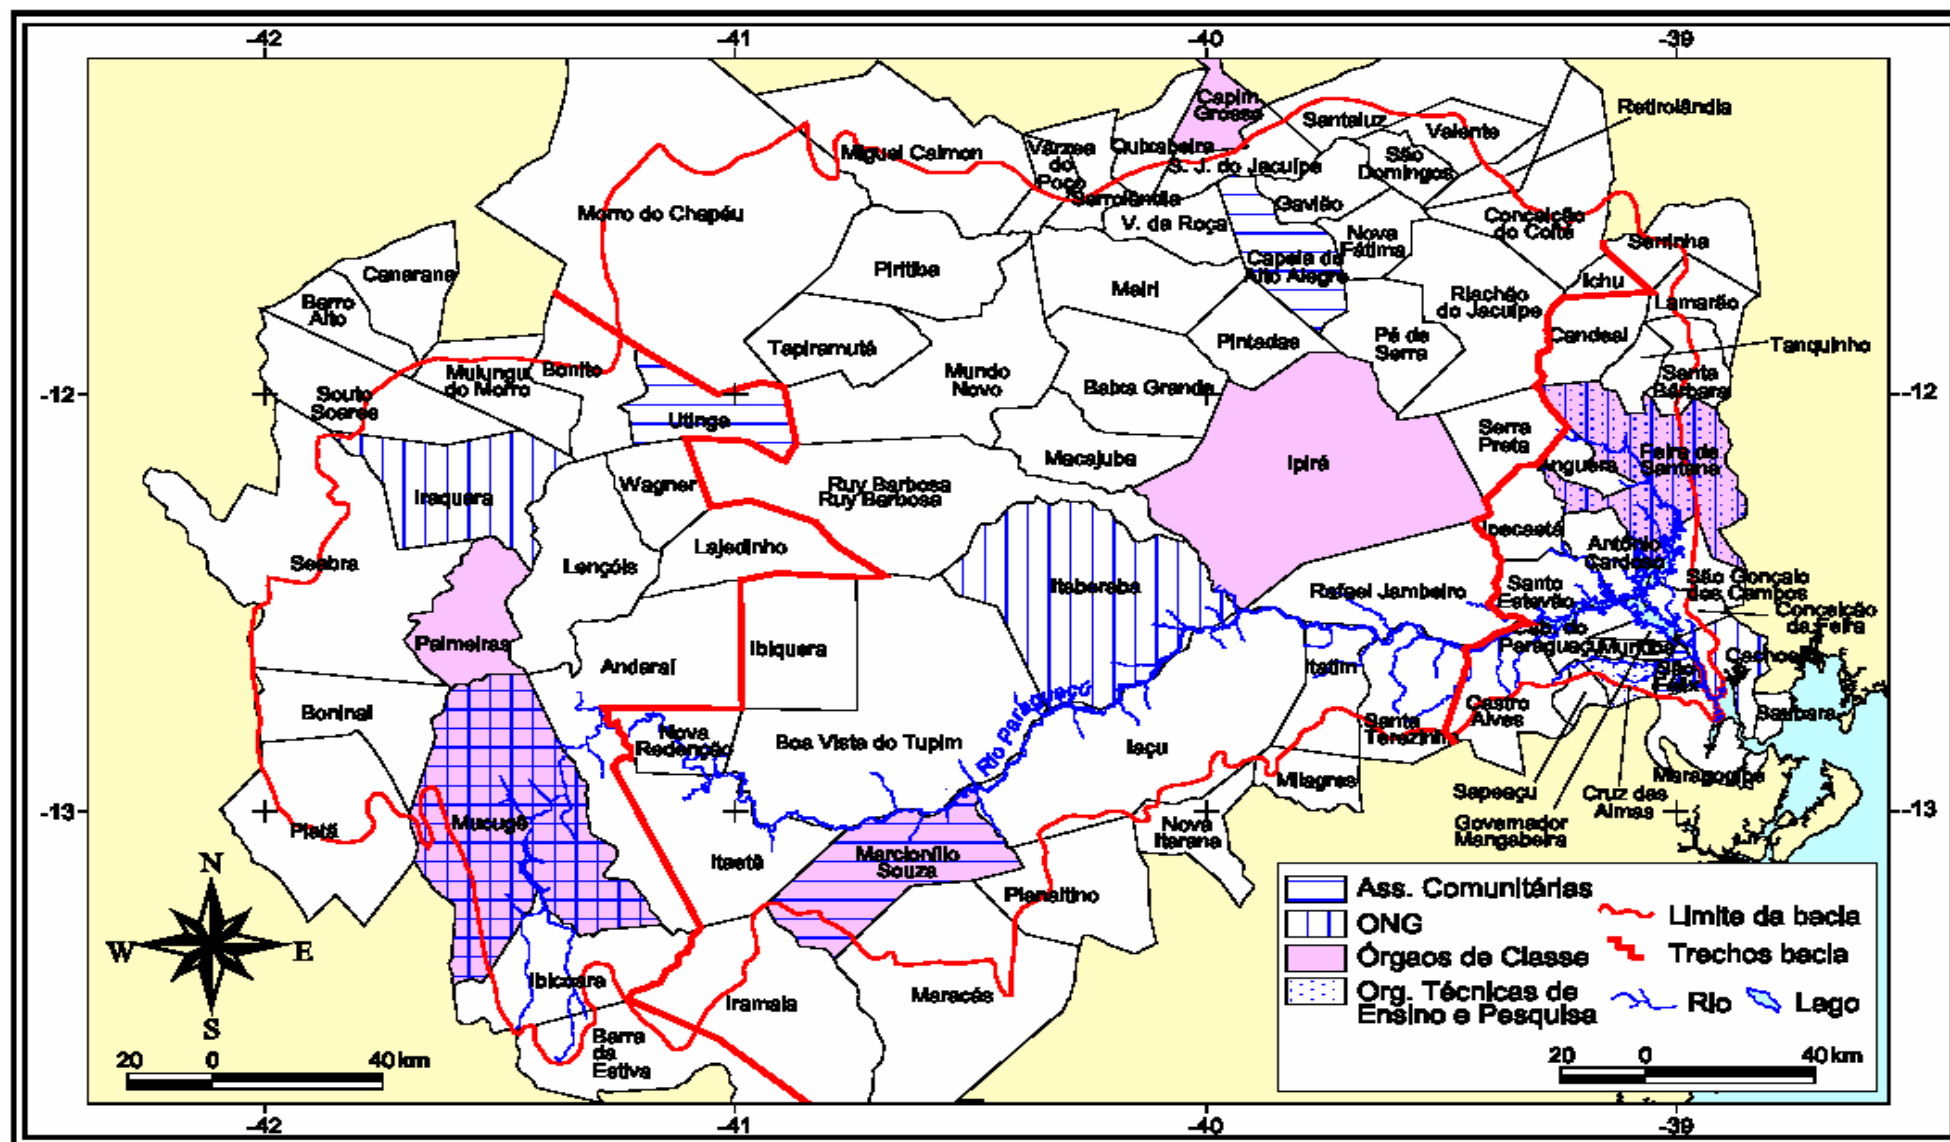 -42 -41 -40 -39
Capim
Grosso
Retirolândia
Santaluz
Valente
Miguel Calmon
Várzea
do
Poço
Quixabeira
S. J. do Jacuípe
São
Domingos
Serrolândia
Morro do Chapéu
V. da Roça
Gavião
Nova
Fátima
Conceição
do Coité
Serrinha
Canarana
Piritiba
Capela do
Alto Alegre
Mairi
Ichu
Barro
Alto
Riachão
do Jacuípe
Lamarão
Candeal
Tapiramutá
Pintadas
Pé de
Serra
Tanquinho
Mulungu
do Morro
Bonito
Mundo
Novo
Baixa Grande
Santa
Bárbara
-12
Souto
Soares
-12
Utinga
Serra
Preta
Macajuba
Ipirá
Anguera
Feira de
Santana
Iraquara
Wagner
Ruy Barbosa
Ruy Barbosa
Ipecaetá
Lajedinho
Antônio
Cardoso
Seabra
Lençóis
Itaberaba
Rafael Jambeiro
Santo
Estevão
São Gonçalo
dos Campos
Conceição
da Feira
Palmeiras
Andaraí
Ibiquera
Itatim
Cab. do
Paraguaçu
Muritiba
São
Félix
Cachoeira
Boninal
Nova
Redenção
Boa Vista do Tupim
Rio Paraguaçú
Iaçu
Santa
Terezinha
Castro
Alves
Saubara
Milagres
Maragogipe
Sapeaçu
Cruz das
Almas
Governador
Mangabeira
-13
Piatã
Mucugê
Nova
Itarana
-13
Itaetê
Marcionílio
Souza
Planaltino
Ibicoara
Iramaia
Maracás
Barra
da
Estiva
N
W E
S
20 0 40 km
Ass. Comunitárias
ONG
Órgaos de Classe
Org. Técnicas de
Ensino e Pesquisa
Limite da bacia
Trechos bacia
Rio Lago
20 0 40 km
-42 -41 -40 -39